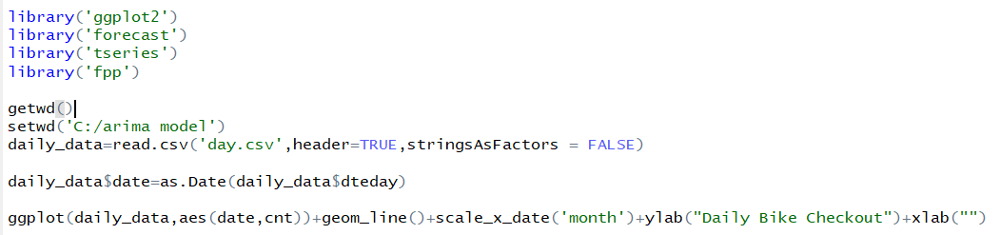 library('ggplot2')
library('forecast')
library('tseries')
library('fpp')
getwd()
setwd('C:/arima model')
daily_data=read.csv('day.csv',header=TRUE,stringsAsFactors = FALSE)
daily_data$date=as.Date(daily_data$dteday)
ggplot(daily_data,aes(date,cnt))+geom_line()+scale_x_date('month')+ylab("Daily Bike Checkout")+xlab("")